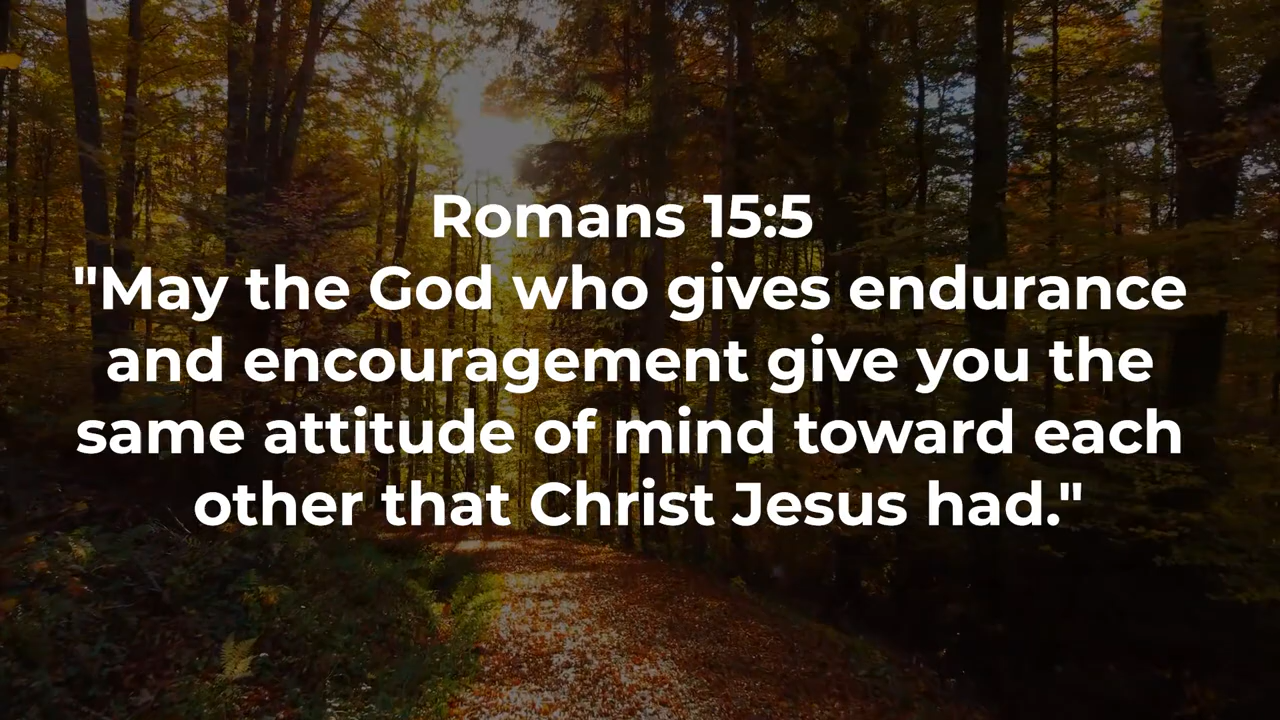 Romans 15:5
"May the God who gives endurance
and encouragement give you the
same attitude of mind toward each
other that Christ Jesus had."